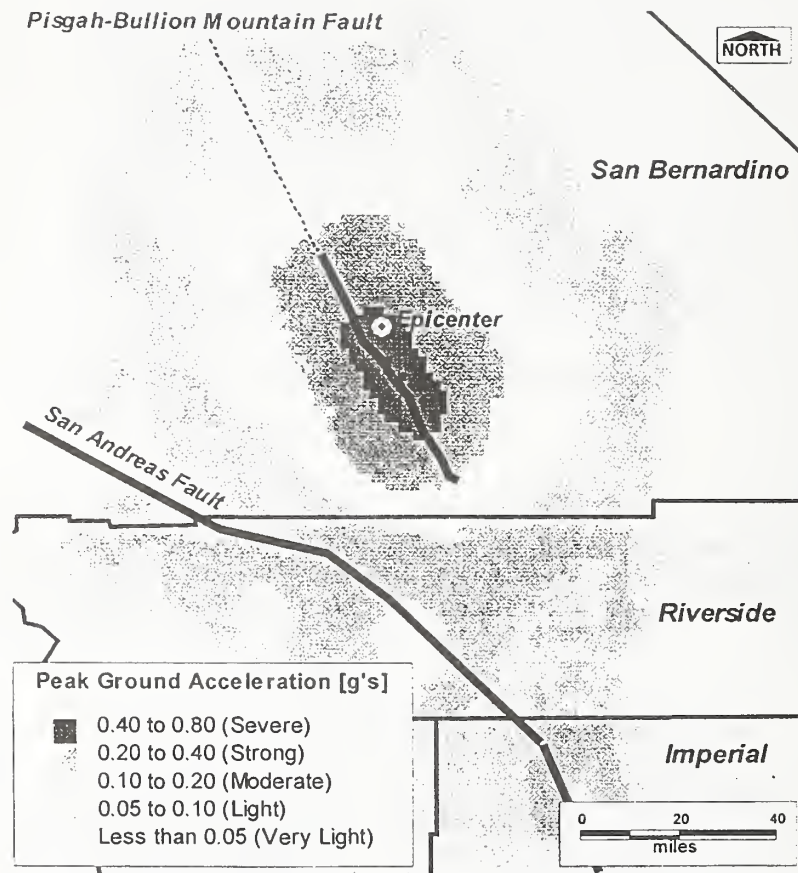 Pisgah-Bullion Mountain Fault
NORTH
San Bernardino
Epicenter
San Andreas Fault
Riverside
Peak Ground Acceleration [g's]
0.40 to 0.80 (Severe)
0.20 to 0.40 (Strong)
0.10 to 0.20 (Moderate)
0.05 to 0.10 (Light)
Less than 0.05 (Very Light)
Imperial
0 20 40
miles